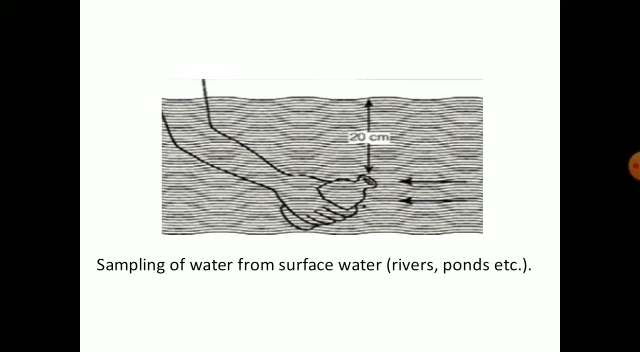 20 cm
Sampling of water from surface water (rivers, ponds etc.).